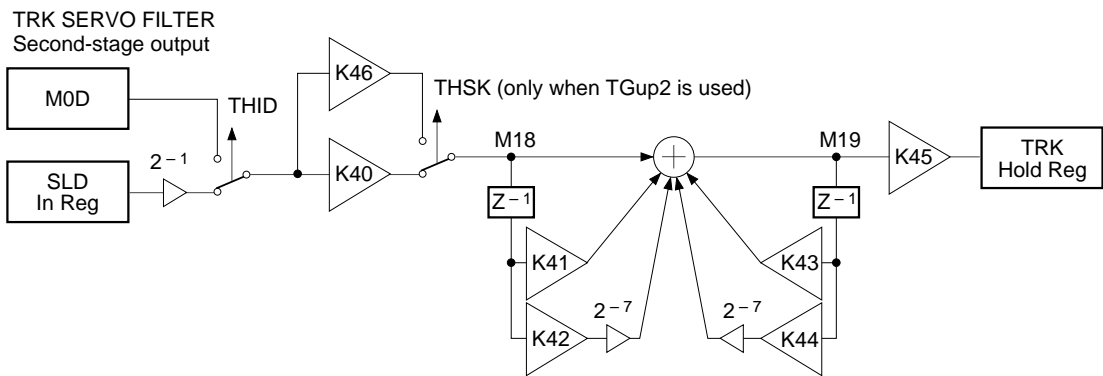 TRK SERVO FILTER
Second-stage output
M0D
THID
K46
THSK (only when TGup2 is used)
2⁻¹
SLD
In Reg
K40
M18
M19
K45
TRK
Hold Reg
Z⁻¹
Z⁻¹
K41
K43
2⁻⁷
2⁻⁷
K42
K44